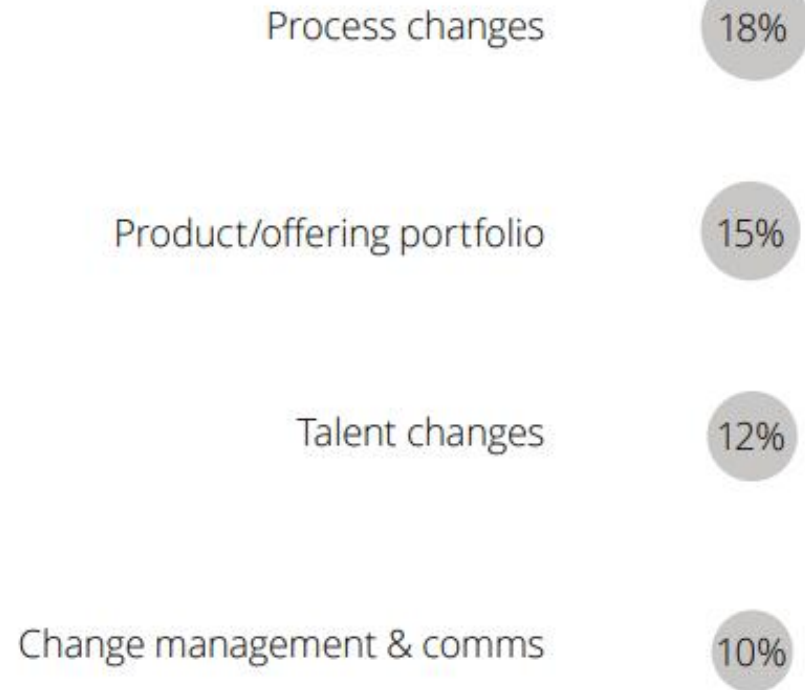 Process changes 18%
Product/offering portfolio 15%
Talent changes 12%
Change management & comms 10%